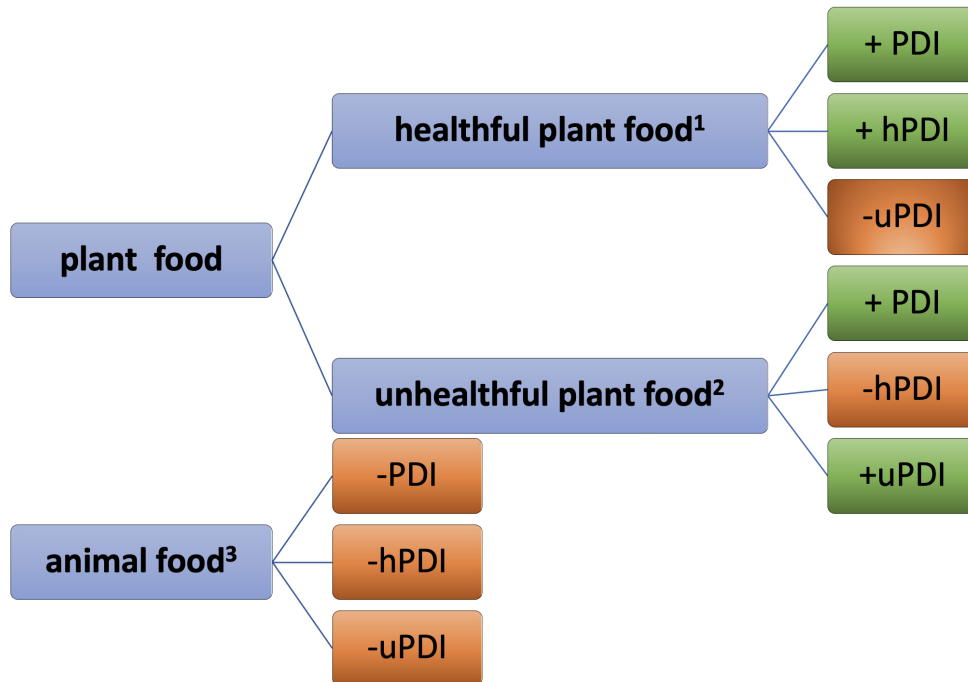 plant food
healthful plant food¹
+ PDI
+ hPDI
-uPDI
unhealthful plant food²
+ PDI
-hPDI
+uPDI
animal food³
-PDI
-hPDI
-uPDI